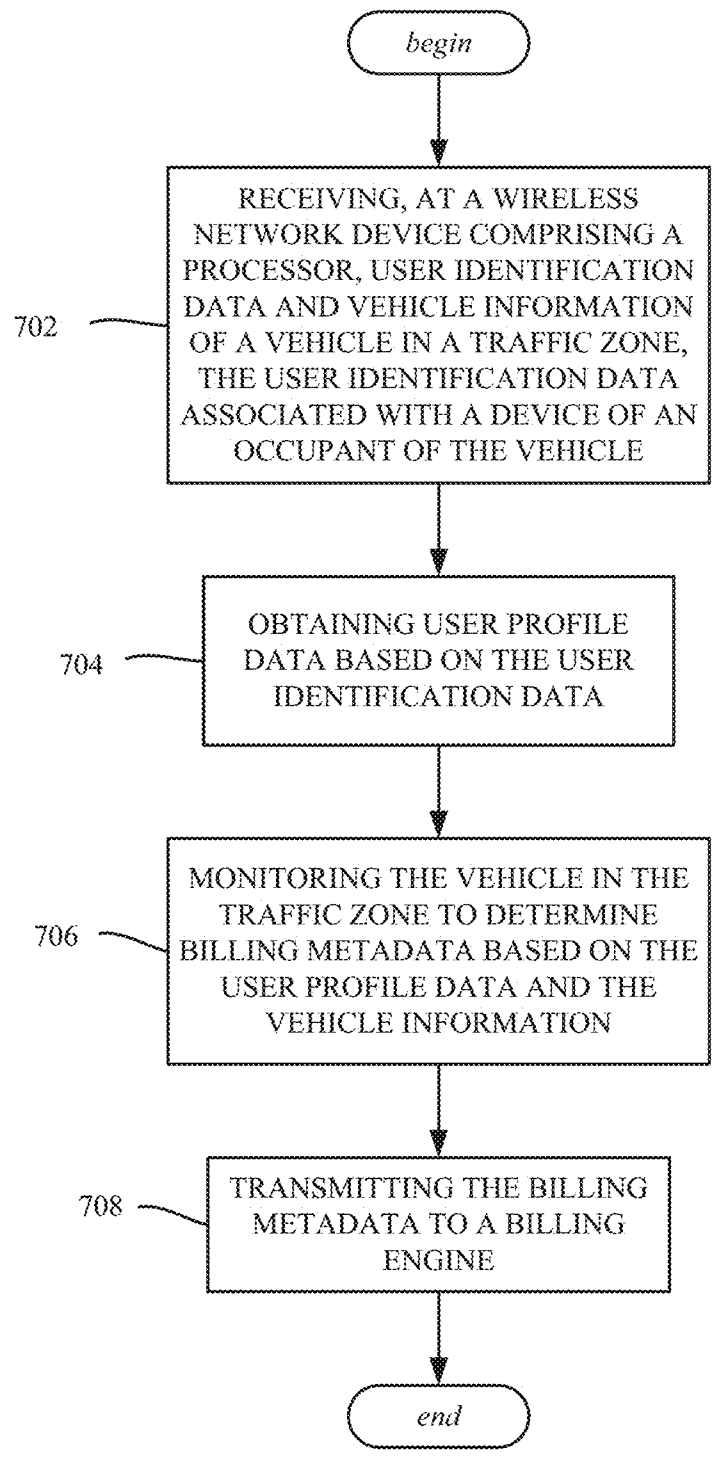 begin
RECEIVING, AT A WIRELESS
NETWORK DEVICE COMPRISING A
PROCESSOR, USER IDENTIFICATION
DATA AND VEHICLE INFORMATION
702
OF A VEHICLE IN A TRAFFIC ZONE,
THE USER IDENTIFICATION DATA
ASSOCIATED WITH A DEVICE OF AN
OCCUPANT OF THE VEHICLE
OBTAINING USER PROFILE
704
DATA BASED ON THE USER
IDENTIFICATION DATA
MONITORING THE VEHICLE IN THE
TRAFFIC ZONE TO DETERMINE
706
BILLING METADATA BASED ON THE
USER PROFILE DATA AND THE
VEHICLE INFORMATION
TRANSMITTING THE BILLING
708
METADATA TO A BILLING
ENGINE
end